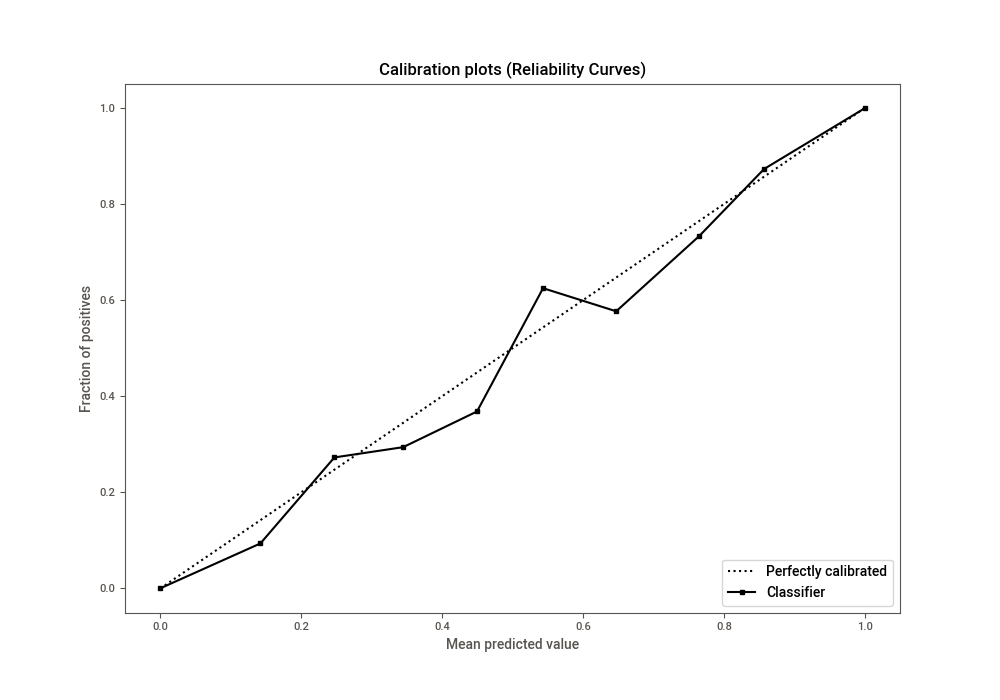 Calibration plots (Reliability Curves)
1.0
0.8
0.6
0.4
0.2
0.0
Fraction of positives
0.0 0.2 0.4 0.6 0.8 1.0
Mean predicted value
Perfectly calibrated
Classifier